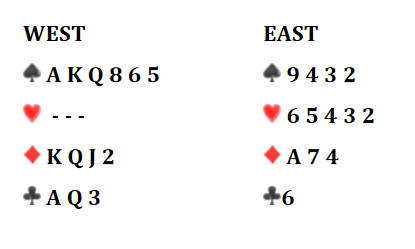 WEST EAST
♠ A K Q 8 6 5 ♠ 9 4 3 2
♥ - - - ♥ 6 5 4 3 2
♦ K Q J 2 ♦ A 7 4
♣ A Q 3 ♣ 6